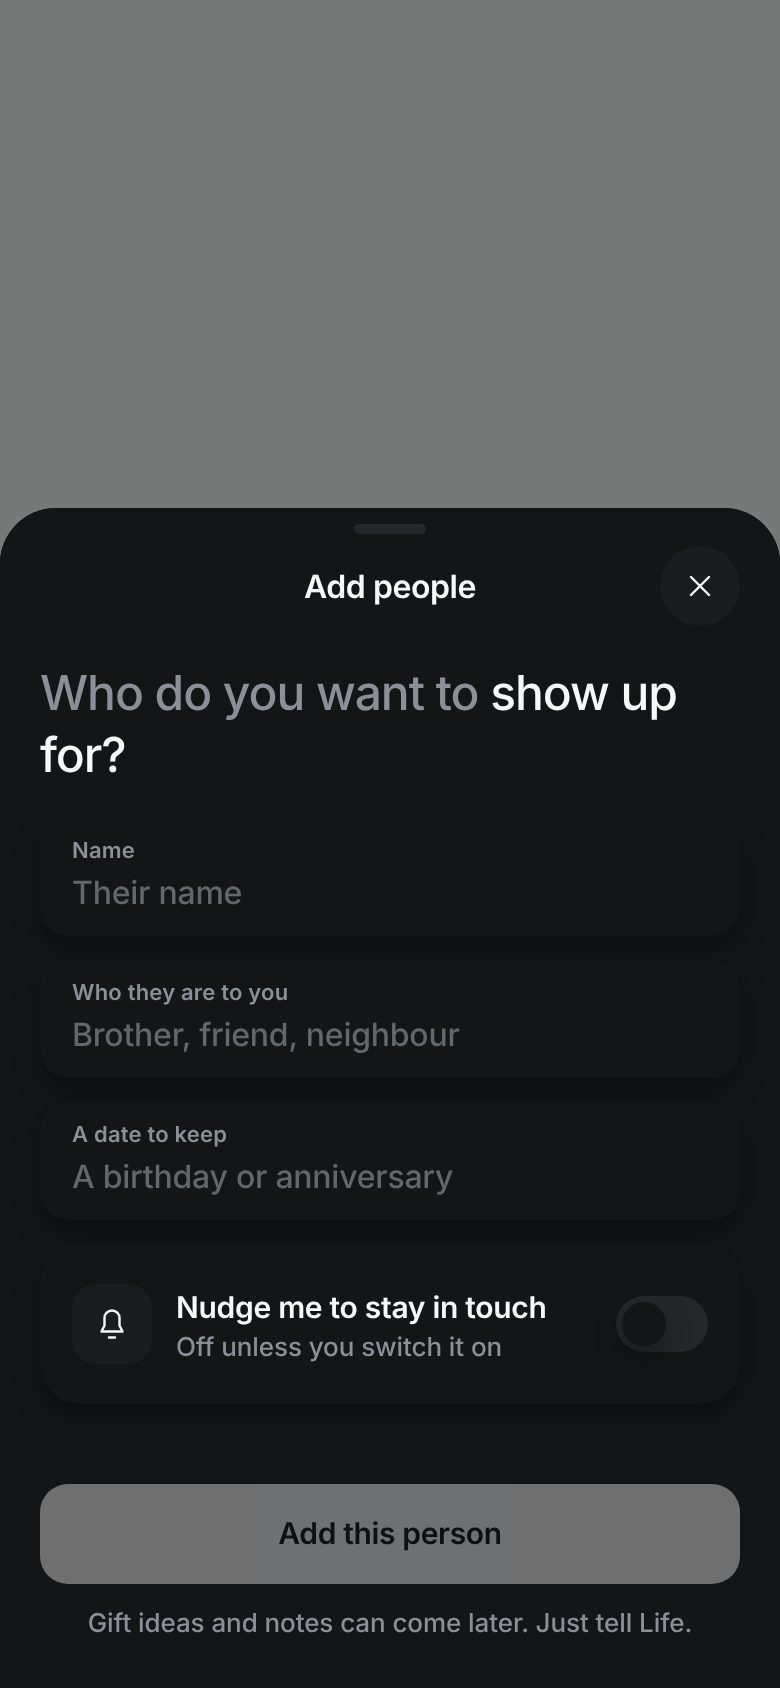 Add people
Who do you want to show up
for?
Name
Their name
Who they are to you
Brother, friend, neighbour
A date to keep
A birthday or anniversary
Nudge me to stay in touch
Off unless you switch it on
Add this person
Gift ideas and notes can come later. Just tell Life.